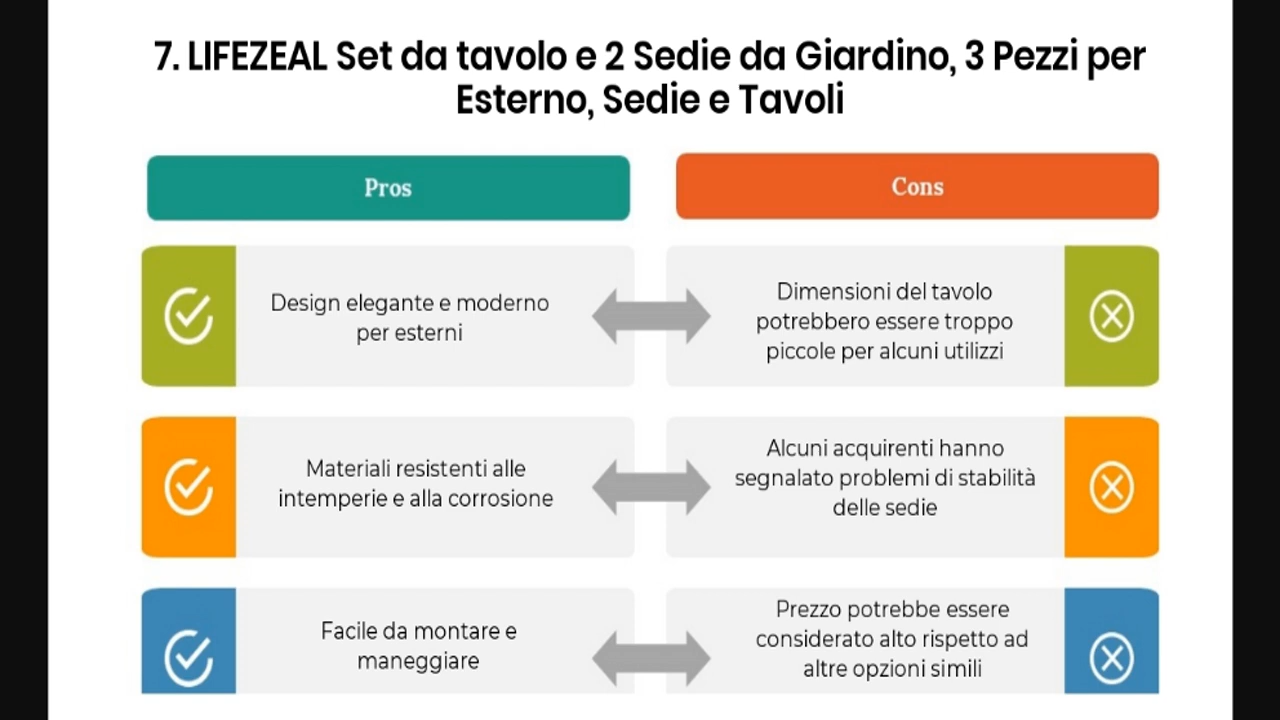 7. LIFEZEAL Set da tavolo e 2 Sedie da Giardino, 3 Pezzi per
Esterno, Sedie e Tavoli
Pros
Cons
Design elegante e moderno
per esterni
Dimensioni del tavolo
potrebbero essere troppo
piccole per alcuni utilizzi
Materiali resistenti alle
intemperie e alla corrosione
Alcuni acquirenti hanno
segnalato problemi di stabilità
delle sedie
Facile da montare e
maneggiare
Prezzo potrebbe essere
considerato alto rispetto ad
altre opzioni simili